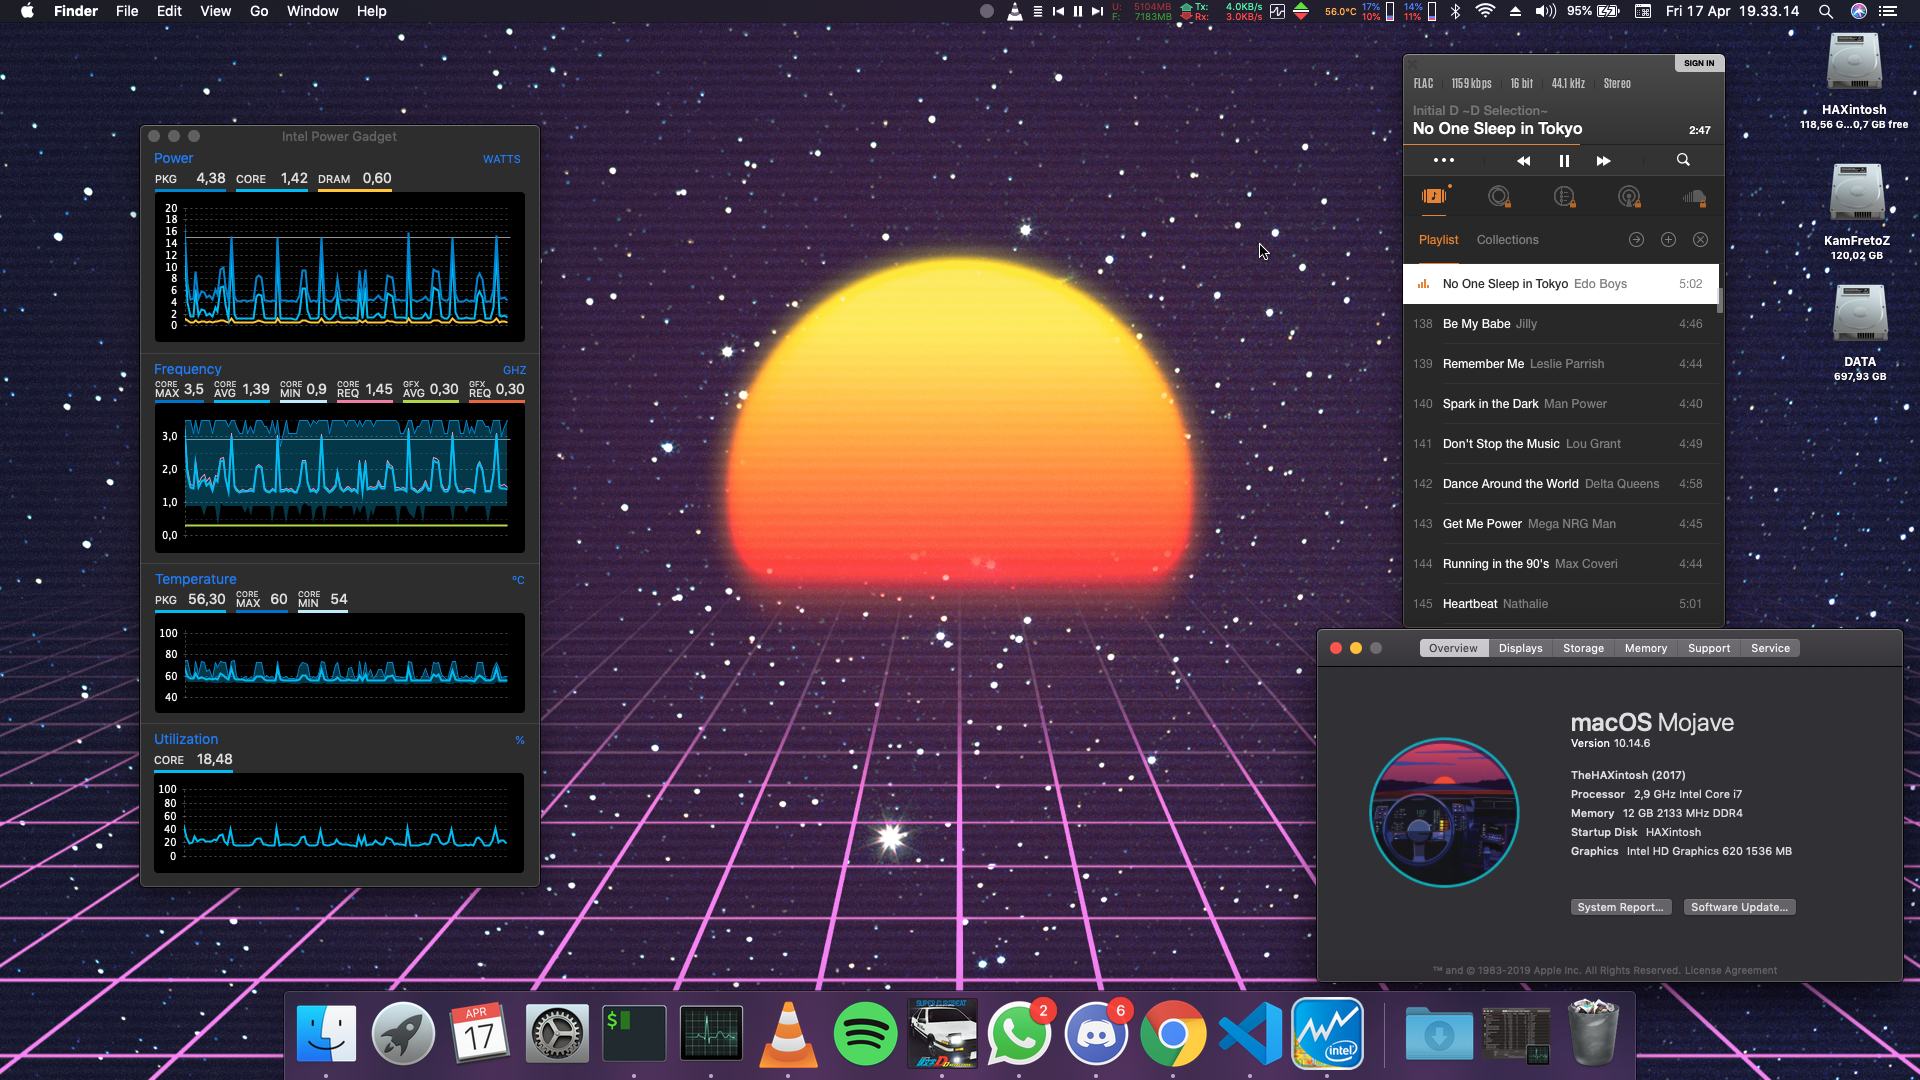 Finder File Edit View Go Window Help
U: 5104MB
F: 7183MB
Tx: 4.0KB/s
Rx: 3.0KB/s
56.0°C 17% 10% 14% 11% 95% Fri 17 Apr 19.33.14
Intel Power Gadget
Power WATTS
PKG 4,38 CORE 1,42 DRAM 0,60
20
18
16
14
12
10
8
6
4
2
0
Frequency GHZ
CORE MAX 3,5 CORE AVG 1,39 CORE MIN 0,9 CORE REQ 1,45 GFX AVG 0,30 GFX REQ 0,30
3,0
2,0
1,0
0,0
Temperature °C
PKG 56,30 CORE MAX 60 CORE MIN 54
100
80
60
40
Utilization %
CORE 18,48
100
80
60
40
20
0
SIGN IN
FLAC 1159 kbps 16 bit 44.1 kHz Stereo
Initial D ~D Selection~
No One Sleep in Tokyo 2:47
Playlist Collections
No One Sleep in Tokyo Edo Boys 5:02
138 Be My Babe Jilly 4:46
139 Remember Me Leslie Parrish 4:44
140 Spark in the Dark Man Power 4:40
141 Don't Stop the Music Lou Grant 4:49
142 Dance Around the World Delta Queens 4:58
143 Get Me Power Mega NRG Man 4:45
144 Running in the 90's Max Coveri 4:44
145 Heartbeat Nathalie 5:01
HAXintosh
118,56 G...0,7 GB free
KamFretoZ
120,02 GB
DATA
697,93 GB
Overview Displays Storage Memory Support Service
macOS Mojave
Version 10.14.6
TheHAXintosh (2017)
Processor 2,9 GHz Intel Core i7
Memory 12 GB 2133 MHz DDR4
Startup Disk HAXintosh
Graphics Intel HD Graphics 620 1536 MB
System Report... Software Update...
™ and © 1983-2019 Apple Inc. All Rights Reserved. License Agreement
APR
17
$
SUPER EUROBEAT
2
6
intel